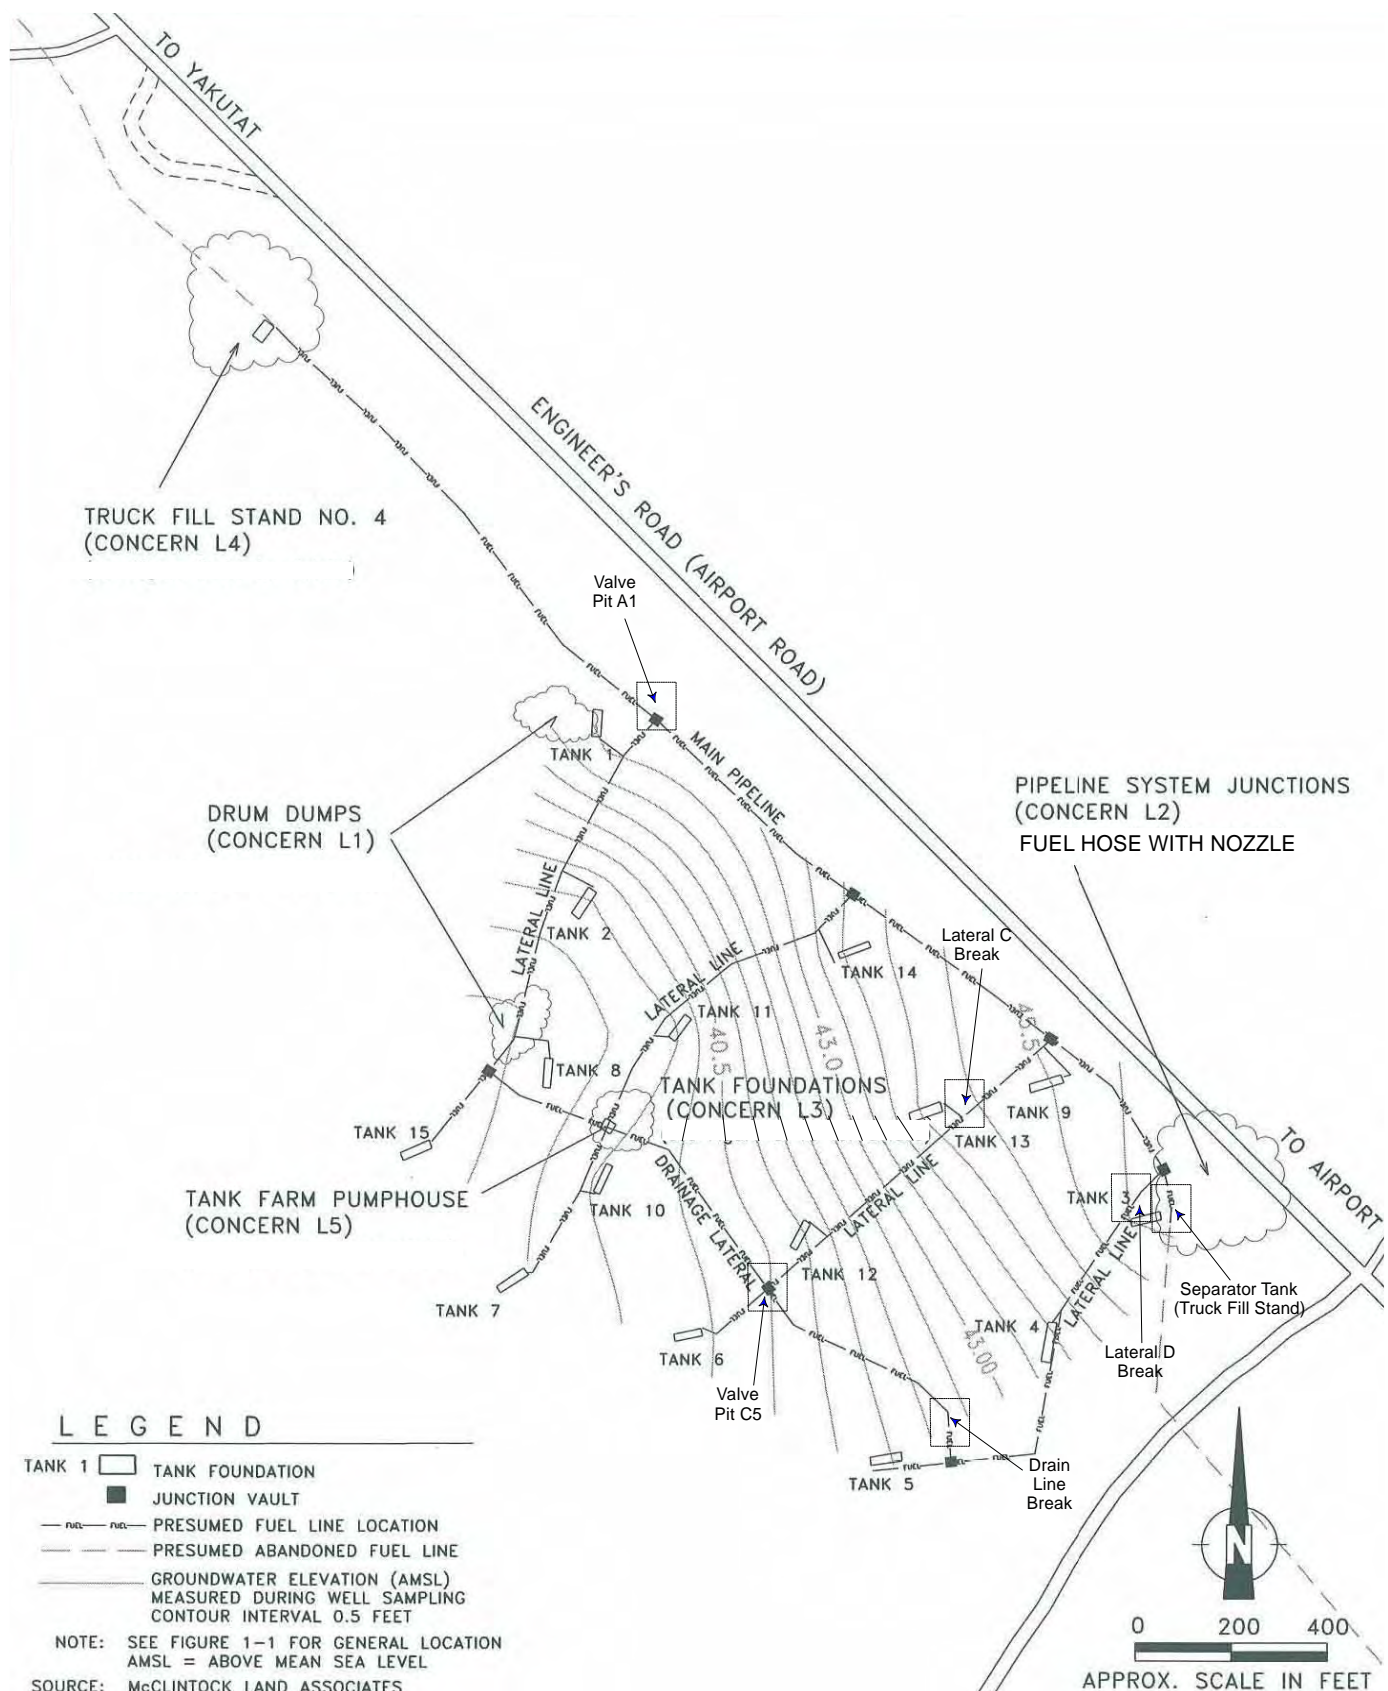 TO YAKUTAT
ENGINEER'S ROAD (AIRPORT ROAD)
TRUCK FILL STAND NO. 4
(CONCERN L4)
Valve
Pit A1
TANK 1
MAIN PIPELINE
PIPELINE SYSTEM JUNCTIONS
(CONCERN L2)
FUEL HOSE WITH NOZZLE
DRUM DUMPS
(CONCERN L1)
LATERAL LINE
TANK 2
LATERAL LINE
TANK 14
Lateral C
Break
TANK 11
40.5
43.0
43.5
TANK 8
TANK FOUNDATIONS
(CONCERN L3)
TANK 9
TANK 13
TANK 15
TO AIRPORT
DRAINAGE LATERAL
LATERAL LINE
TANK 3
TANK FARM PUMPHOUSE
(CONCERN L5)
TANK 10
TANK 12
LATERAL LINE
Separator Tank
(Truck Fill Stand)
TANK 7
TANK 4
43.00
TANK 6
Lateral D
Break
Valve
Pit C5
TANK 5
Drain
Line
Break
LEGEND
TANK 1 TANK FOUNDATION
JUNCTION VAULT
FUEL FUEL PRESUMED FUEL LINE LOCATION
PRESUMED ABANDONED FUEL LINE
GROUNDWATER ELEVATION (AMSL)
MEASURED DURING WELL SAMPLING
CONTOUR INTERVAL 0.5 FEET
NOTE: SEE FIGURE 1-1 FOR GENERAL LOCATION
AMSL = ABOVE MEAN SEA LEVEL
SOURCE: McCLINTOCK LAND ASSOCIATES
N
0 200 400
APPROX. SCALE IN FEET